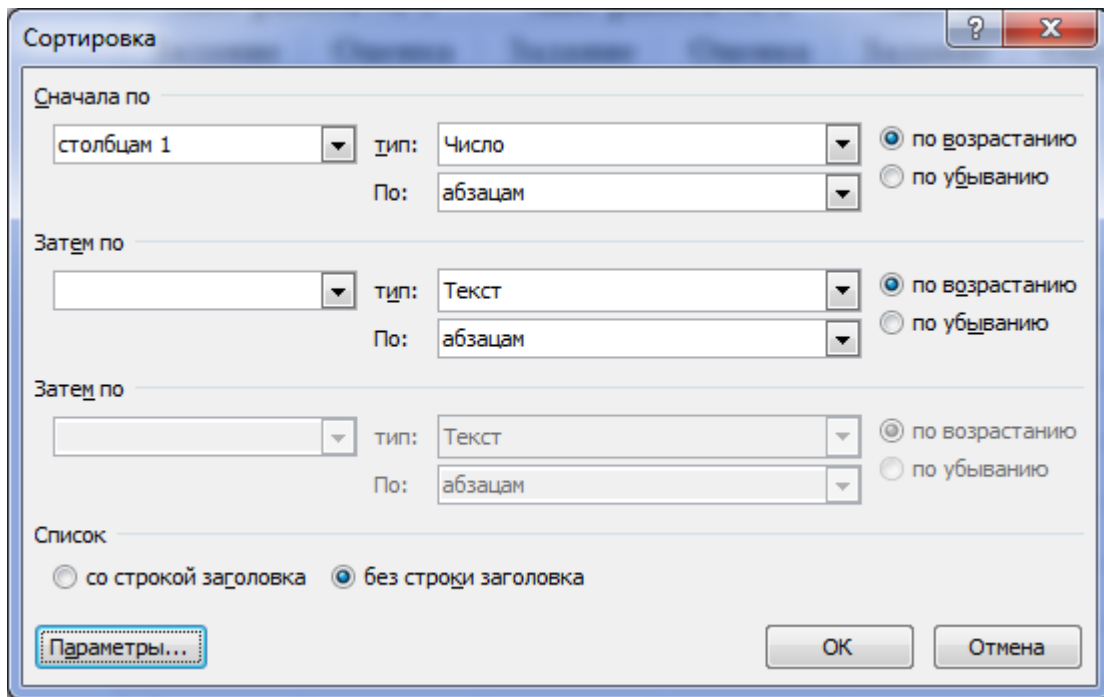 Сортировка
Сначала по
столбцам 1 тип: Число по возрастанию
По: абзацам по убыванию
Затем по
тип: Текст по возрастанию
По: абзацам по убыванию
Затем по
тип: Текст по возрастанию
По: абзацам по убыванию
Список
со строкой заголовка без строки заголовка
Параметры... ОК Отмена